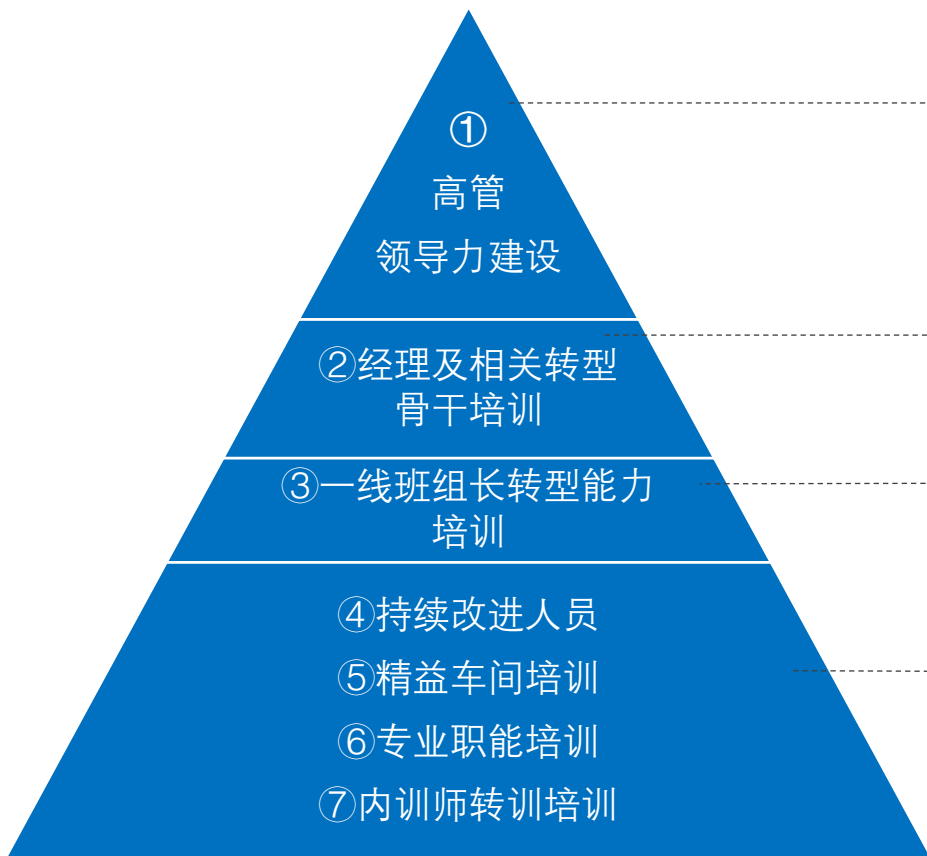 ①
高管
领导力建设
②经理及相关转型
骨干培训
③一线班组长转型能力
培训
④持续改进人员
⑤精益车间培训
⑥专业职能培训
⑦内训师转训培训